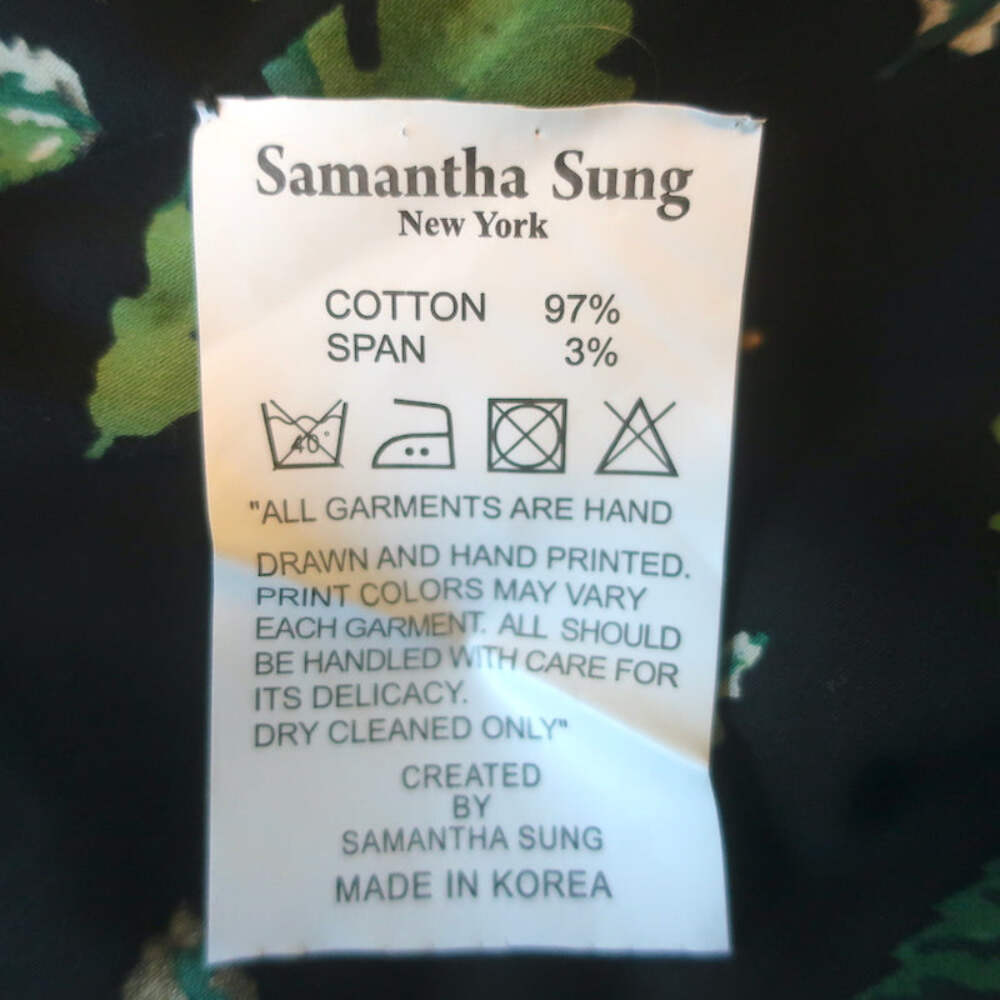 Samantha Sung
New York
COTTON 97%
SPAN 3%
40°
"ALL GARMENTS ARE HAND
DRAWN AND HAND PRINTED.
PRINT COLORS MAY VARY
EACH GARMENT. ALL SHOULD
BE HANDLED WITH CARE FOR
ITS DELICACY.
DRY CLEANED ONLY"
CREATED
BY
SAMANTHA SUNG
MADE IN KOREA